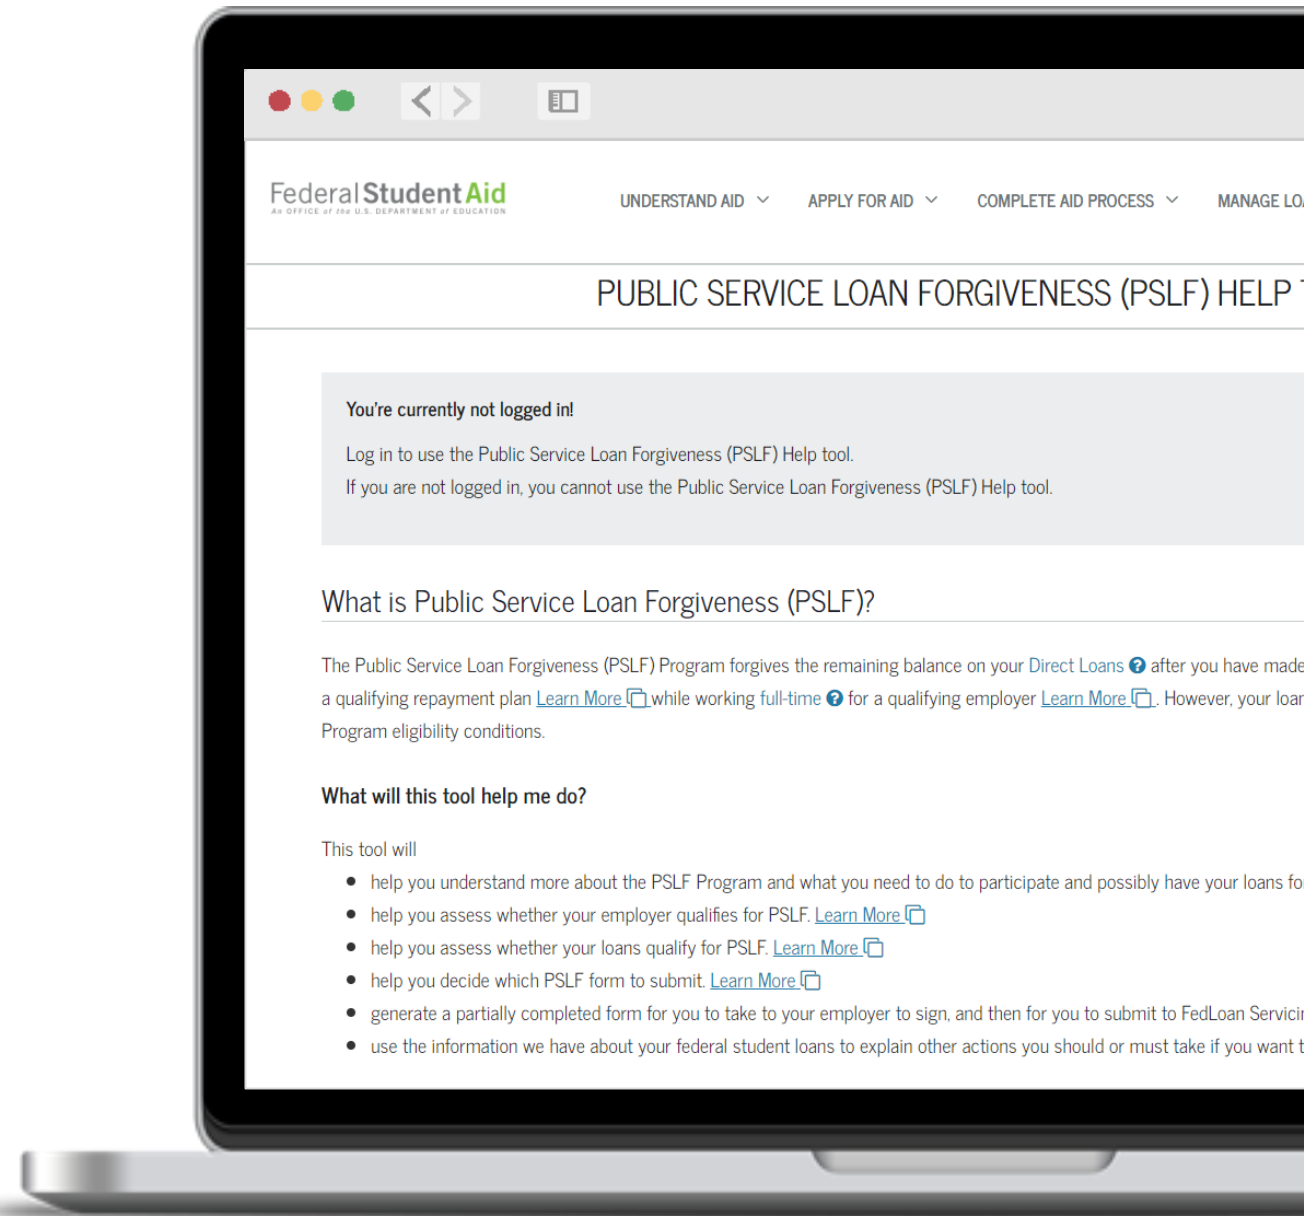 Federal Student Aid
An OFFICE of the U.S. DEPARTMENT of EDUCATION
UNDERSTAND AID APPLY FOR AID COMPLETE AID PROCESS MANAGE LOA
PUBLIC SERVICE LOAN FORGIVENESS (PSLF) HELP T
You're currently not logged in!
Log in to use the Public Service Loan Forgiveness (PSLF) Help tool.
If you are not logged in, you cannot use the Public Service Loan Forgiveness (PSLF) Help tool.
What is Public Service Loan Forgiveness (PSLF)?
The Public Service Loan Forgiveness (PSLF) Program forgives the remaining balance on your Direct Loans ? after you have made
a qualifying repayment plan Learn More while working full-time ? for a qualifying employer Learn More . However, your loan
Program eligibility conditions.
What will this tool help me do?
This tool will
• help you understand more about the PSLF Program and what you need to do to participate and possibly have your loans fo
• help you assess whether your employer qualifies for PSLF. Learn More
• help you assess whether your loans qualify for PSLF. Learn More
• help you decide which PSLF form to submit. Learn More
• generate a partially completed form for you to take to your employer to sign, and then for you to submit to FedLoan Servicin
• use the information we have about your federal student loans to explain other actions you should or must take if you want t